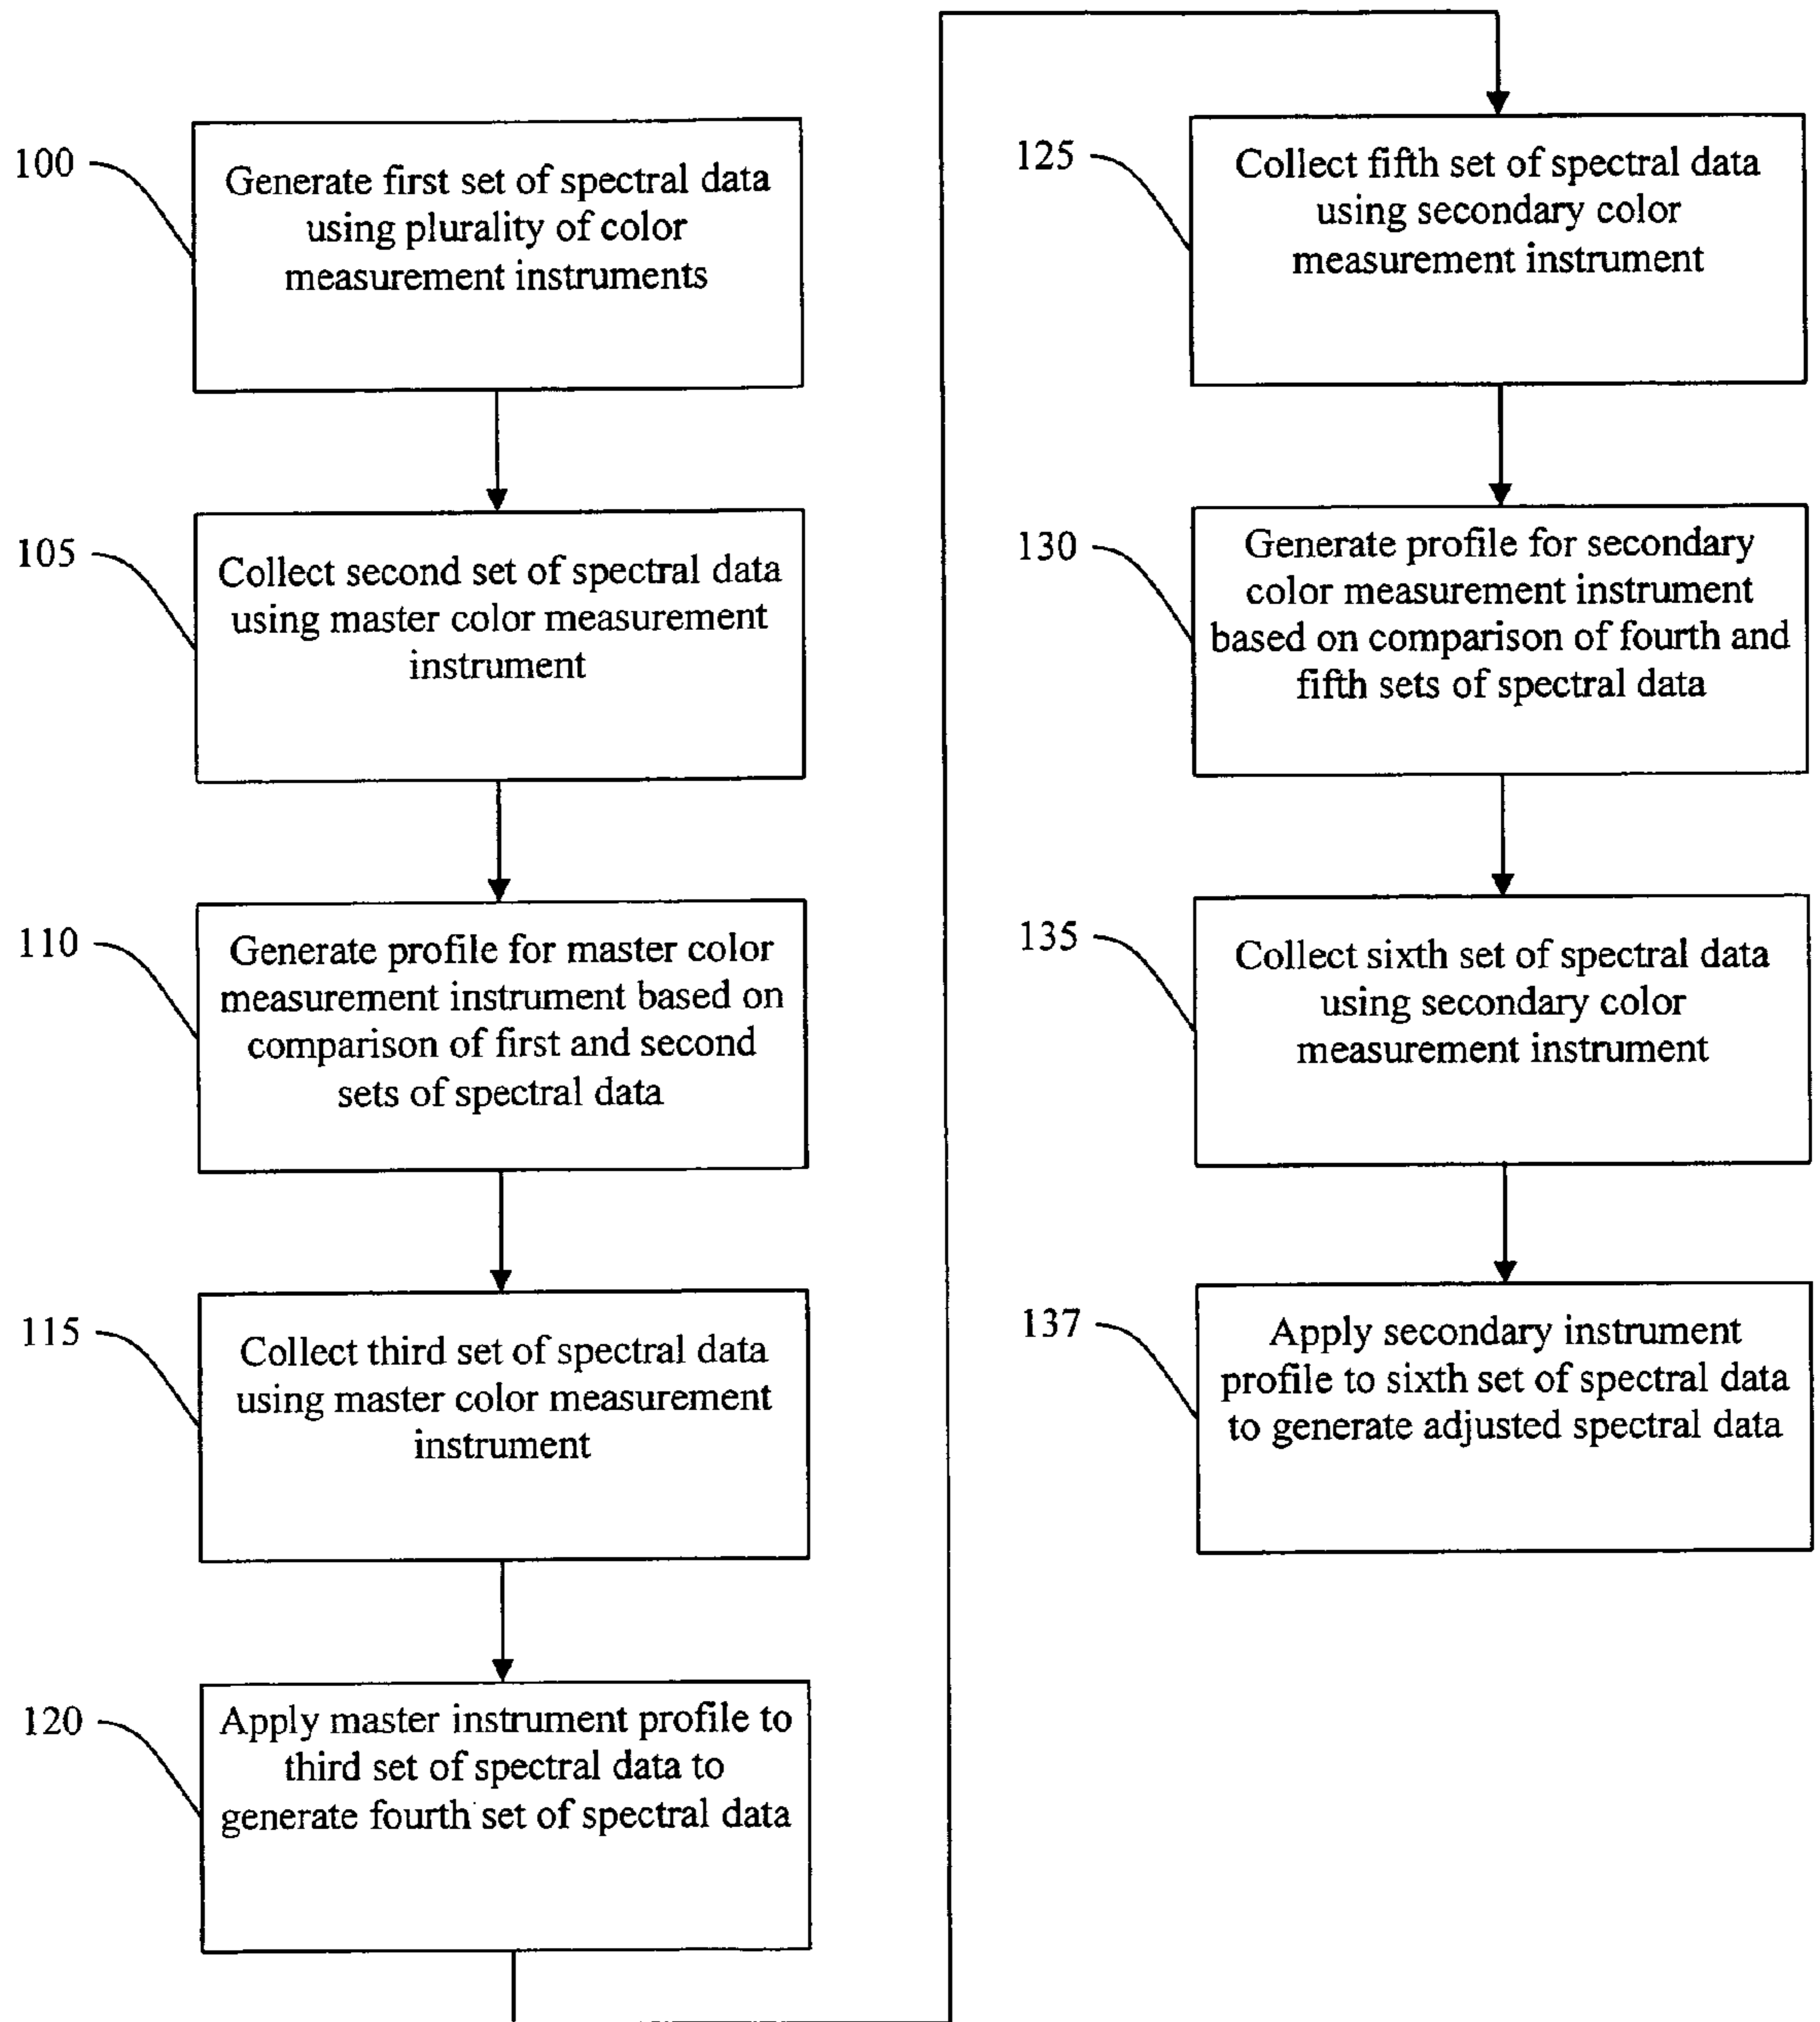 100
Generate first set of spectral data
using plurality of color
measurement instruments
105
Collect second set of spectral data
using master color measurement
instrument
110
Generate profile for master color
measurement instrument based on
comparison of first and second
sets of spectral data
115
Collect third set of spectral data
using master color measurement
instrument
120
Apply master instrument profile to
third set of spectral data to
generate fourth set of spectral data
125
Collect fifth set of spectral data
using secondary color
measurement instrument
130
Generate profile for secondary
color measurement instrument
based on comparison of fourth and
fifth sets of spectral data
135
Collect sixth set of spectral data
using secondary color
measurement instrument
137
Apply secondary instrument
profile to sixth set of spectral data
to generate adjusted spectral data